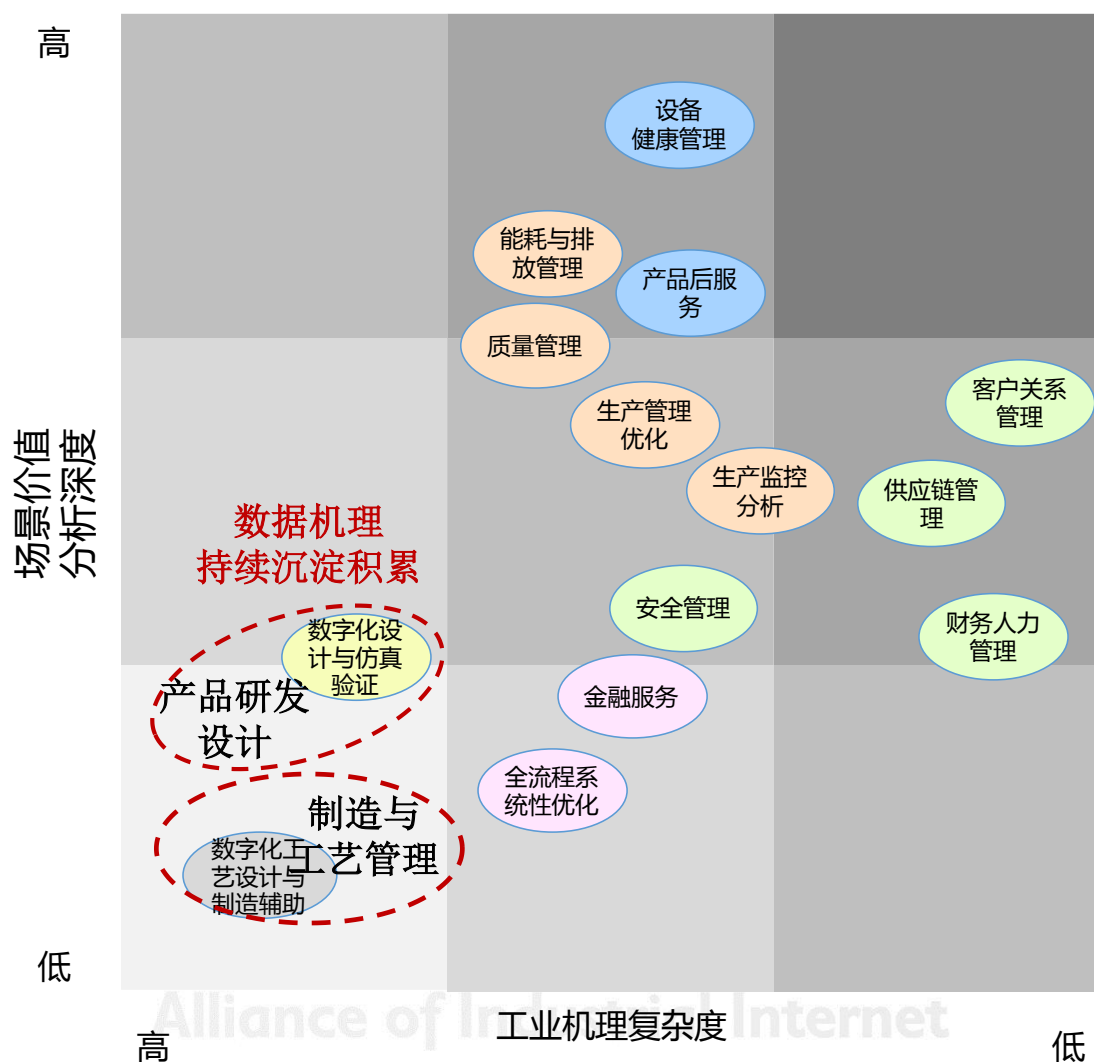 高
设备
健康管理
能耗与排
放管理
产品后服
务
质量管理
客户关系
管理
生产管理
优化
场景价值
分析深度
生产监控
分析
供应链管
理
数据机理
持续沉淀积累
安全管理
财务人力
管理
数字化设
计与仿真
验证
产品研发
设计
金融服务
全流程系
统性优化
制造与
工艺管理
数字化工
艺设计与
制造辅助
低
Alliance of Industrial Internet
工业机理复杂度
高
低